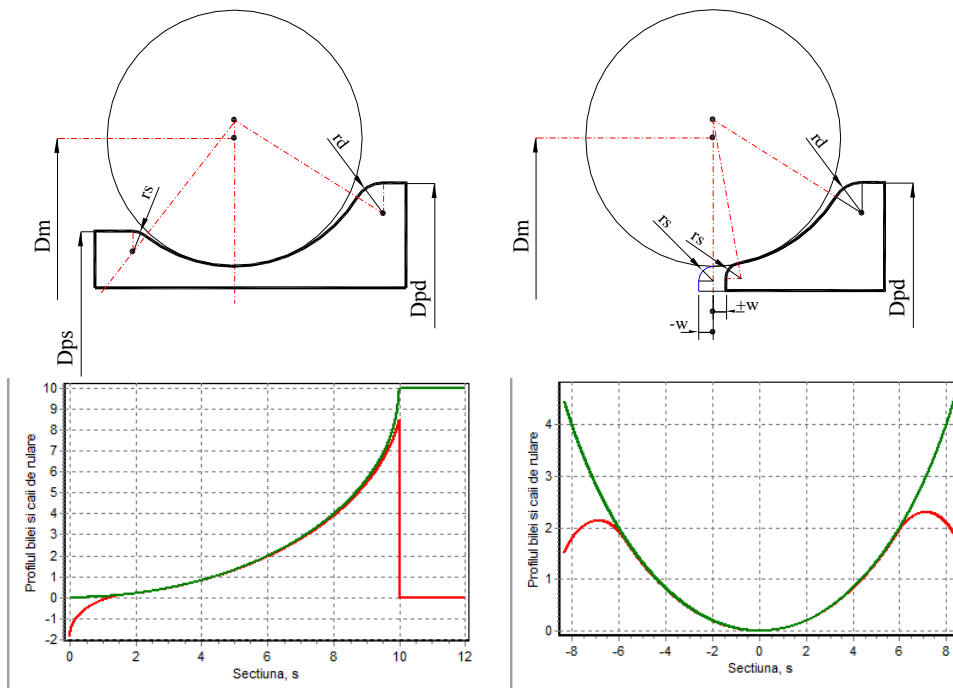 rs
rd
Dm
Dps
Dpd
rs
rs
rd
Dm
-w
±w
Dpd
Profilul bilei si caii de rulare
10
9
8
7
6
5
4
3
2
1
0
-1
-2
0 2 4 6 8 10 12
Sectiuna, s
Profilul bilei si caii de rulare
4
3
2
1
0
-8 -6 -4 -2 0 2 4 6 8
Sectiuna, s